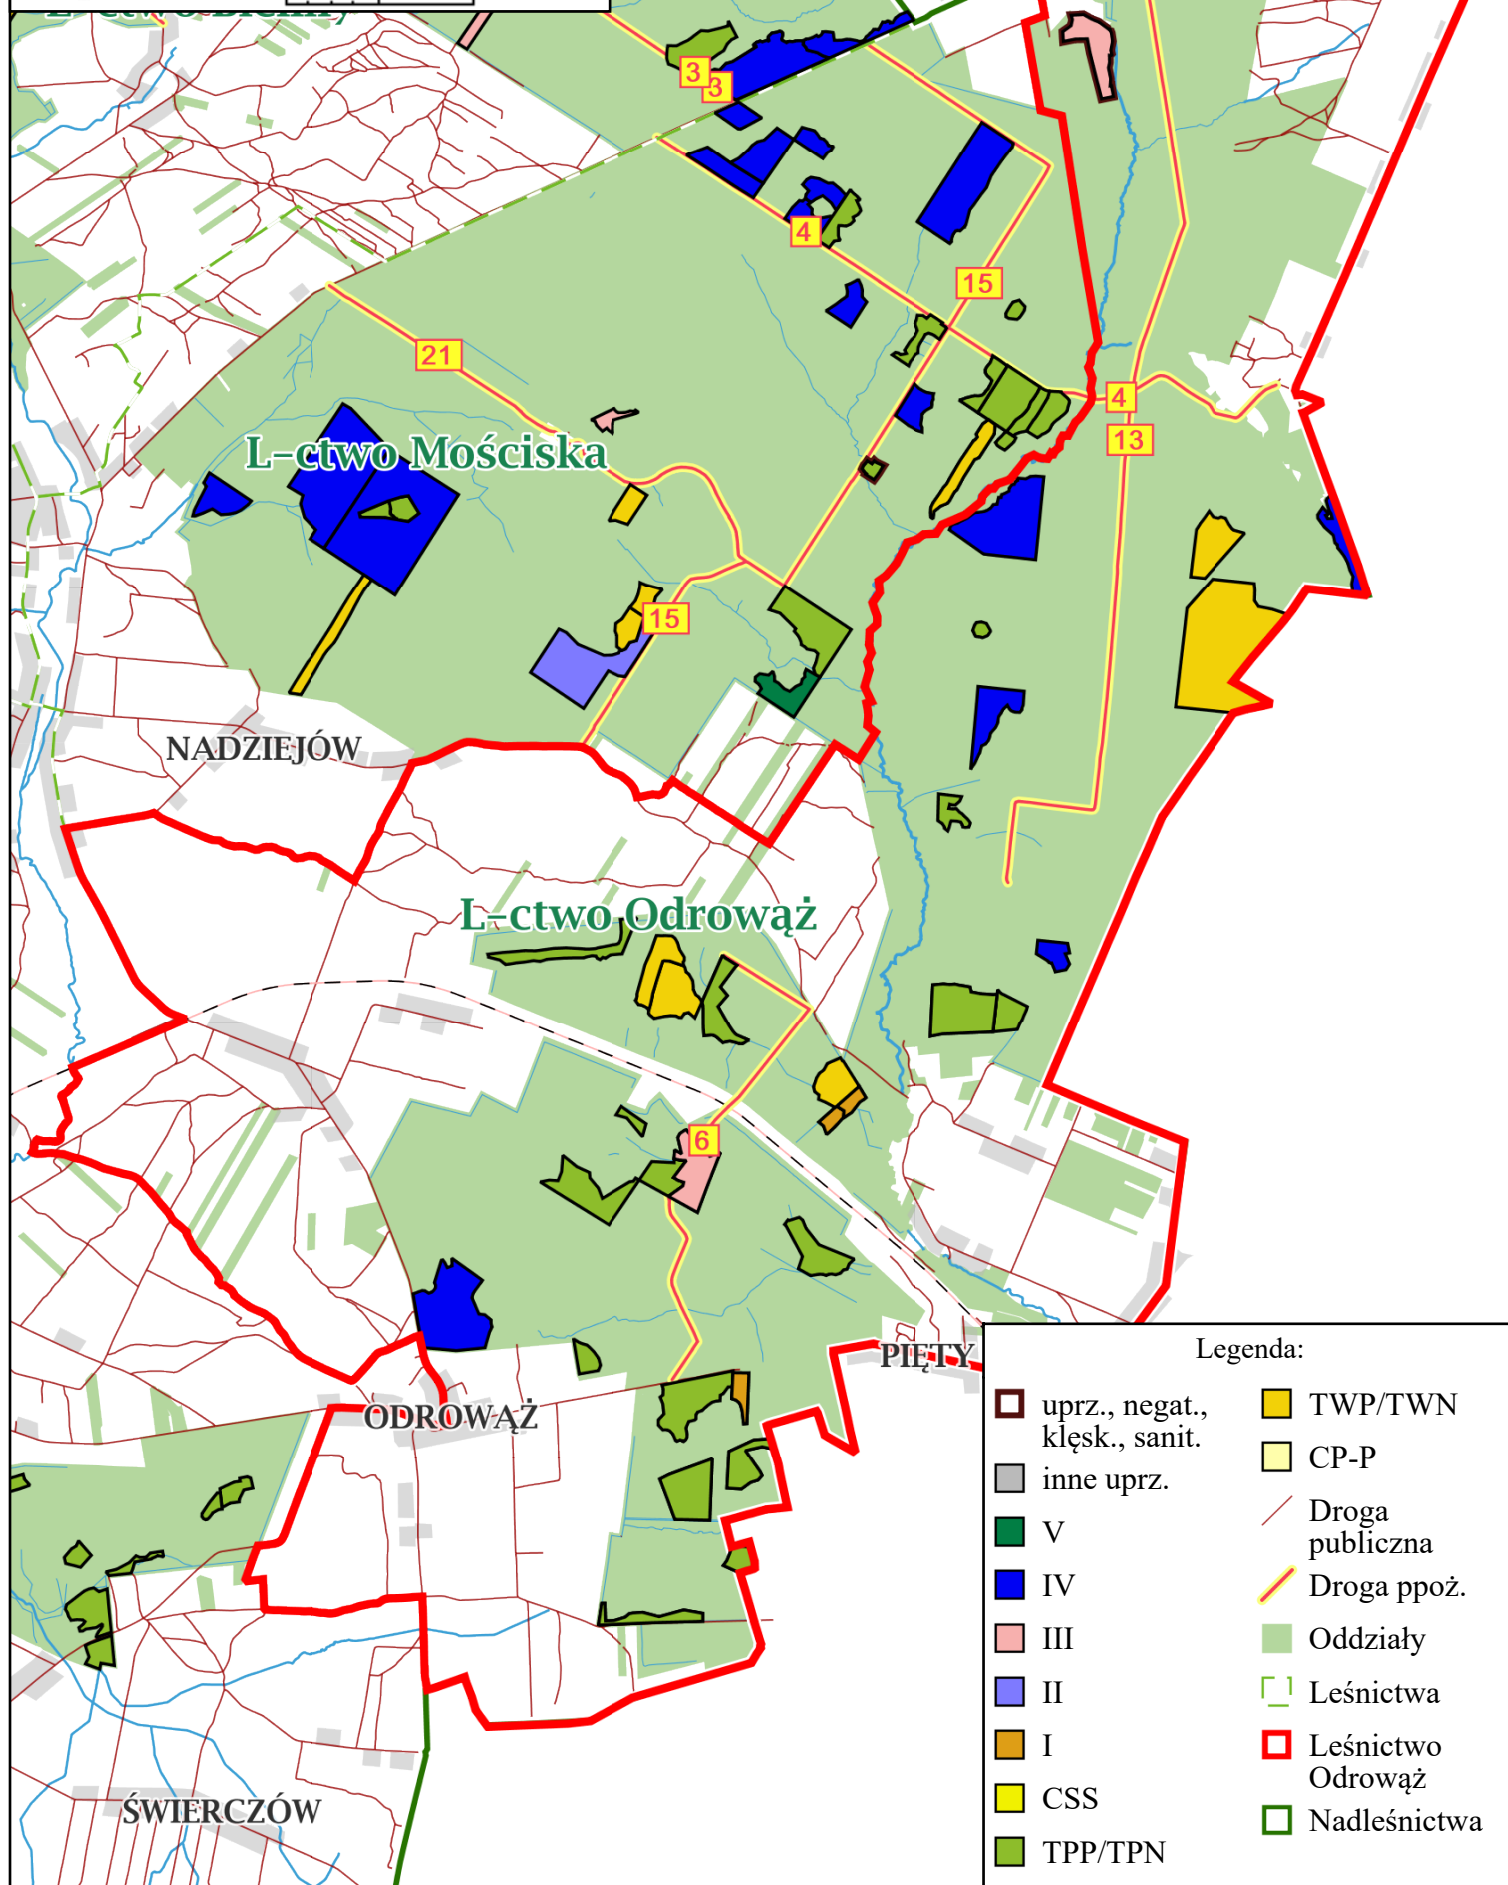 3
3
4
15
21
4
13
L–ctwo Mościska
15
NADZIEJÓW
L–ctwo Odrowąż
6
PIĘTY
ODROWĄŻ
ŚWIERCZÓW
Legenda:
uprz., negat.,
klęsk., sanit.
inne uprz.
V
IV
III
II
I
CSS
TPP/TPN
TWP/TWN
CP-P
Droga
publiczna
Droga ppoż.
Oddziały
Leśnictwa
Leśnictwo
Odrowąż
Nadleśnictwa